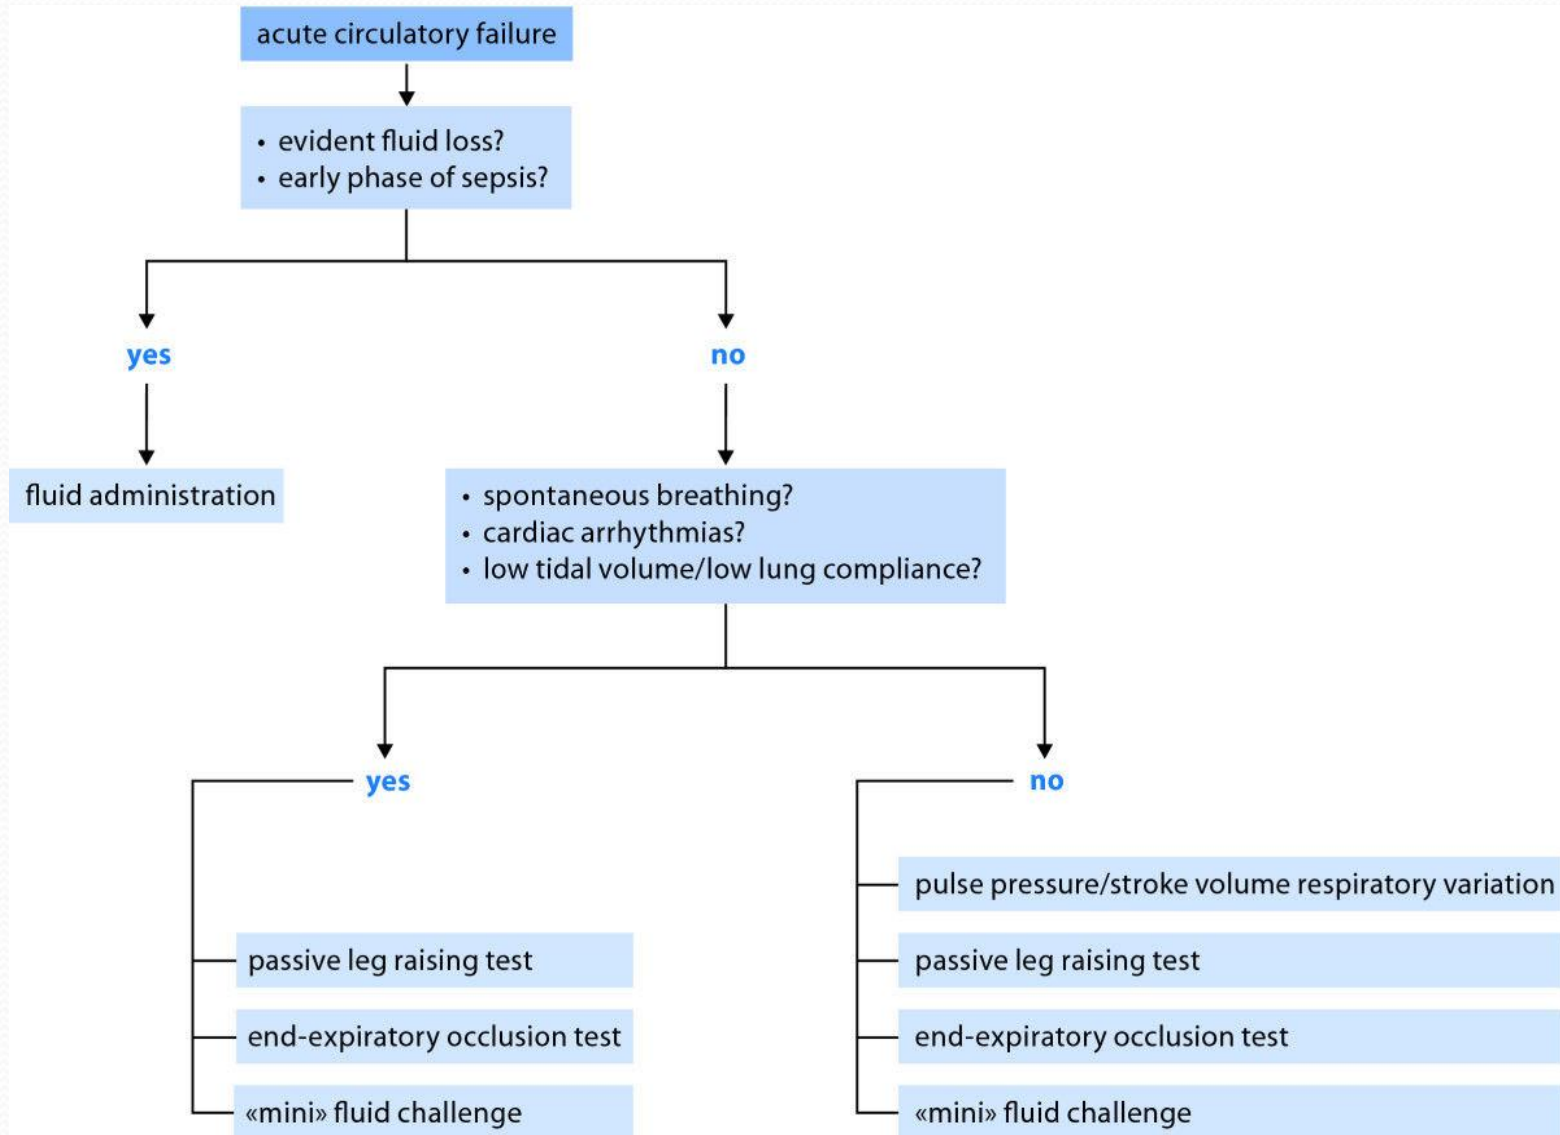 acute circulatory failure
• evident fluid loss?
• early phase of sepsis?
yes
no
fluid administration
• spontaneous breathing?
• cardiac arrhythmias?
• low tidal volume/low lung compliance?
yes
no
passive leg raising test
end-expiratory occlusion test
«mini» fluid challenge
pulse pressure/stroke volume respiratory variation
passive leg raising test
end-expiratory occlusion test
«mini» fluid challenge